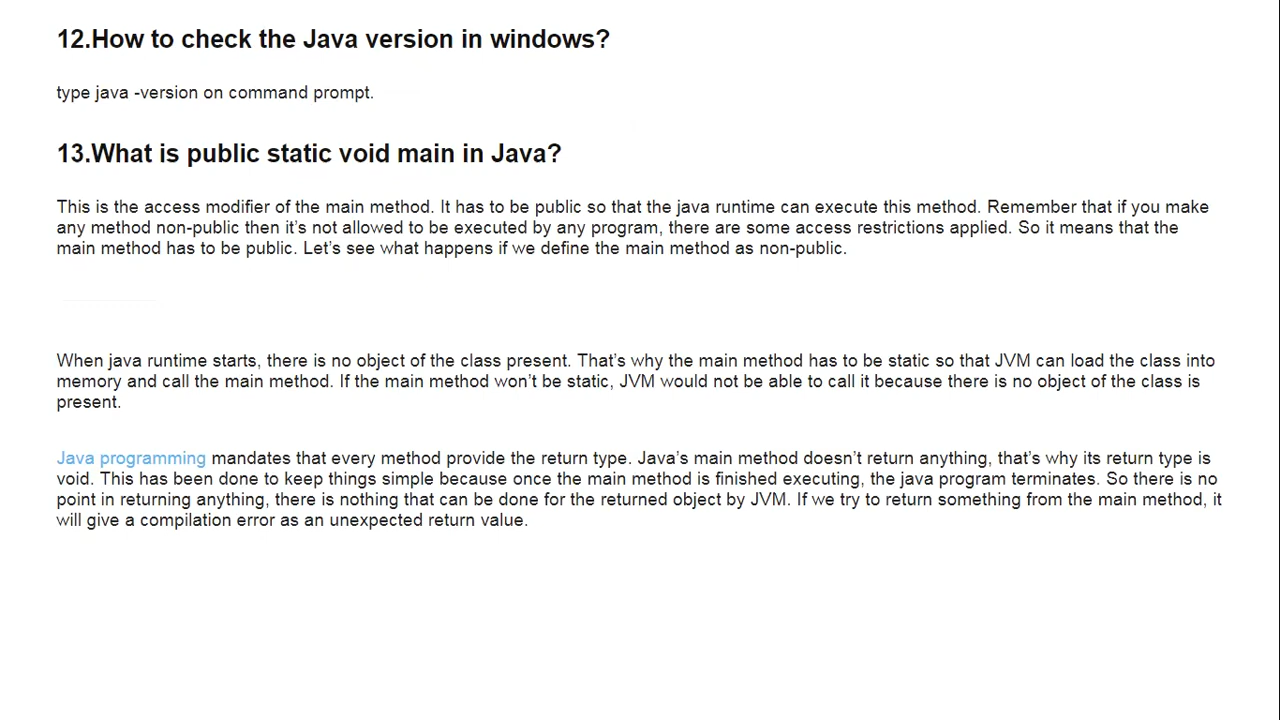 12.How to check the Java version in windows?
type java -version on command prompt.
13.What is public static void main in Java?
This is the access modifier of the main method. It has to be public so that the java runtime can execute this method. Remember that if you make
any method non-public then it’s not allowed to be executed by any program, there are some access restrictions applied. So it means that the
main method has to be public. Let’s see what happens if we define the main method as non-public.
When java runtime starts, there is no object of the class present. That’s why the main method has to be static so that JVM can load the class into
memory and call the main method. If the main method won’t be static, JVM would not be able to call it because there is no object of the class is
present.
Java programming mandates that every method provide the return type. Java’s main method doesn’t return anything, that’s why its return type is
void. This has been done to keep things simple because once the main method is finished executing, the java program terminates. So there is no
point in returning anything, there is nothing that can be done for the returned object by JVM. If we try to return something from the main method, it
will give a compilation error as an unexpected return value.